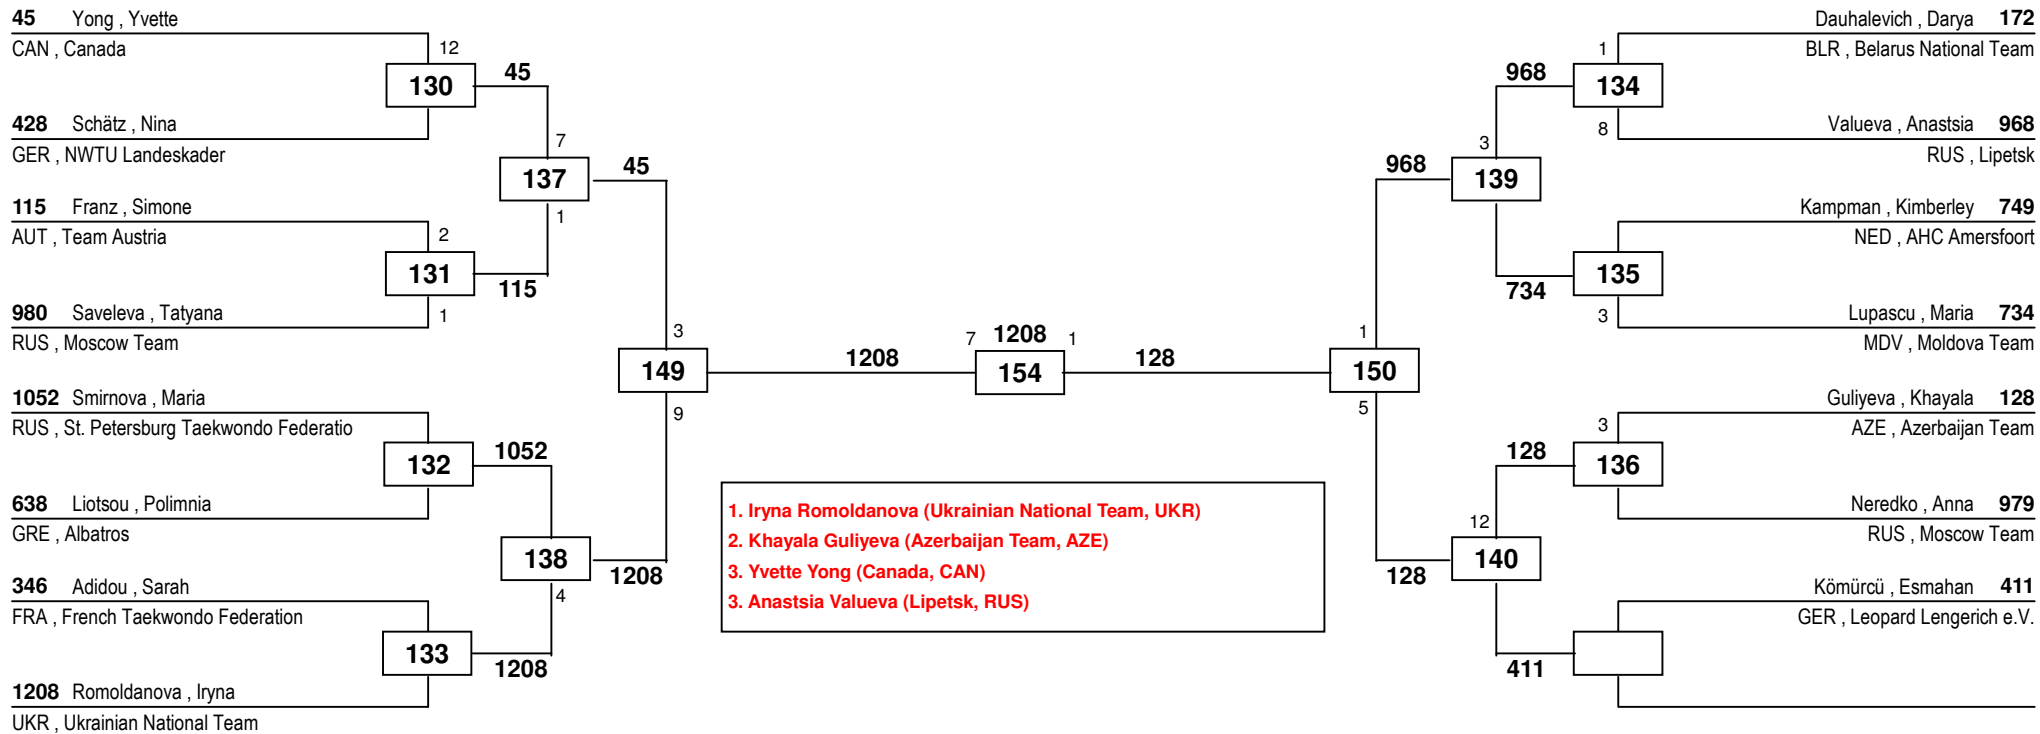 45 Yong , Yvette
CAN , Canada
12
130
45
428 Schätz , Nina
GER , NWTU Landeskader
7
137
45
115 Franz , Simone
AUT , Team Austria
2
1
131
115
980 Saveleva , Tatyana
1
RUS , Moscow Team
3
149
1208
9
1052 Smirnova , Maria
RUS , St. Petersburg Taekwondo Federatio
132
1052
638 Liotsou , Polimnia
GRE , Albatros
138
1208
4
346 Adidou , Sarah
FRA , French Taekwondo Federation
133
1208
1208 Romoldanova , Iryna
UKR , Ukrainian National Team
7 1208 1
154
128
1. Iryna Romoldanova (Ukrainian National Team, UKR)
2. Khayala Guliyeva (Azerbaijan Team, AZE)
3. Yvette Yong (Canada, CAN)
3. Anastsia Valueva (Lipetsk, RUS)
Dauhalevich , Darya 172
BLR , Belarus National Team
1
968
134
8
Valueva , Anastsia 968
RUS , Lipetsk
3
968
139
Kampman , Kimberley 749
NED , AHC Amersfoort
135
734
3
Lupascu , Maria 734
MDV , Moldova Team
1
150
5
Guliyeva , Khayala 128
AZE , Azerbaijan Team
3
128
136
Neredko , Anna 979
RUS , Moscow Team
12
140
128
Kömürcü , Esmahan 411
GER , Leopard Lengerich e.V.
411